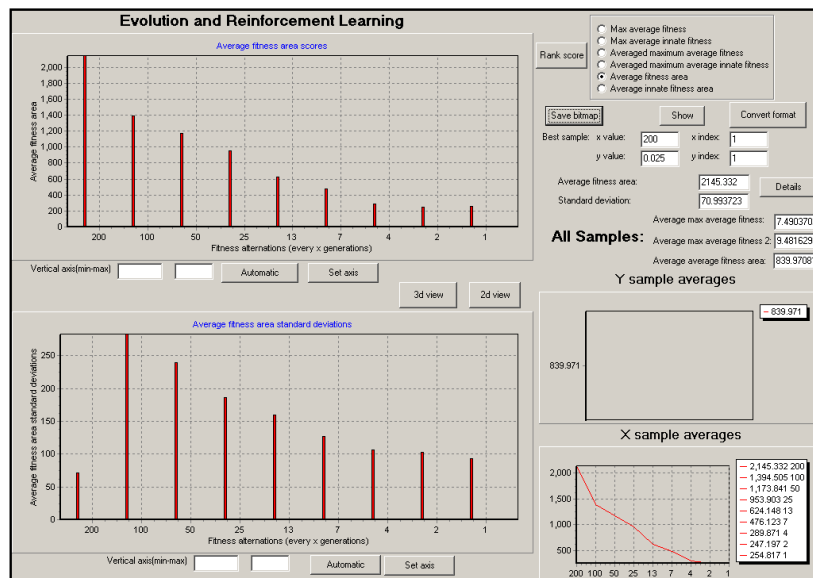 Evolution and Reinforcement Learning
Average fitness area scores
Average fitness area
2,000
1,800
1,600
1,400
1,200
1,000
800
600
400
200
0
200 100 50 25 13 7 4 2 1
Fitness alternations (every x generations)
Vertical axis(min-max)
Automatic
Set axis
3d view
2d view
Average fitness area standard deviations
Average fitness area standard deviations
250
200
150
100
50
0
200 100 50 25 13 7 4 2 1
Fitness alternations (every x generations)
Vertical axis(min-max)
Automatic
Set axis
Rank score
Max average fitness
Max average innate fitness
Averaged maximum average fitness
Averaged maximum average innate fitness
Average fitness area
Average innate fitness area
Save bitmap
Show
Convert format
Best sample: x value: 200 x index: 1
y value: 0.025 y index: 1
Average fitness area: 2145.332
Standard deviation: 70.993723
Details
All Samples:
Average max average fitness: 7.490370
Average max average fitness 2: 9.481629
Average average fitness area: 839.97081
Y sample averages
839.971
839.971
X sample averages
2,000
1,500
1,000
500
200 100 50 25 13 7 4 2 1
2,145.332 200
1,394.505 100
1,173.841 50
953.903 25
624.148 13
476.123 7
289.871 4
247.197 2
254.817 1